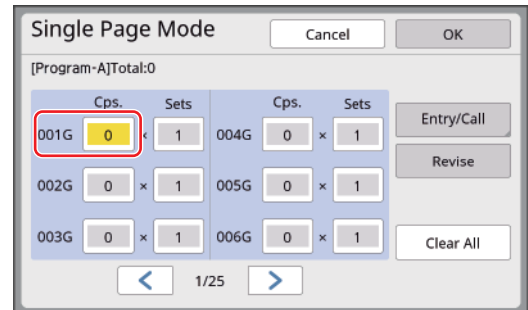 Single Page Mode Cancel OK
[Program-A]Total:0
Cps. Sets Cps. Sets
001G 0 × 1 004G 0 × 1 Entry/Call
002G 0 × 1 005G 0 × 1 Revise
003G 0 × 1 006G 0 × 1 Clear All
1/25